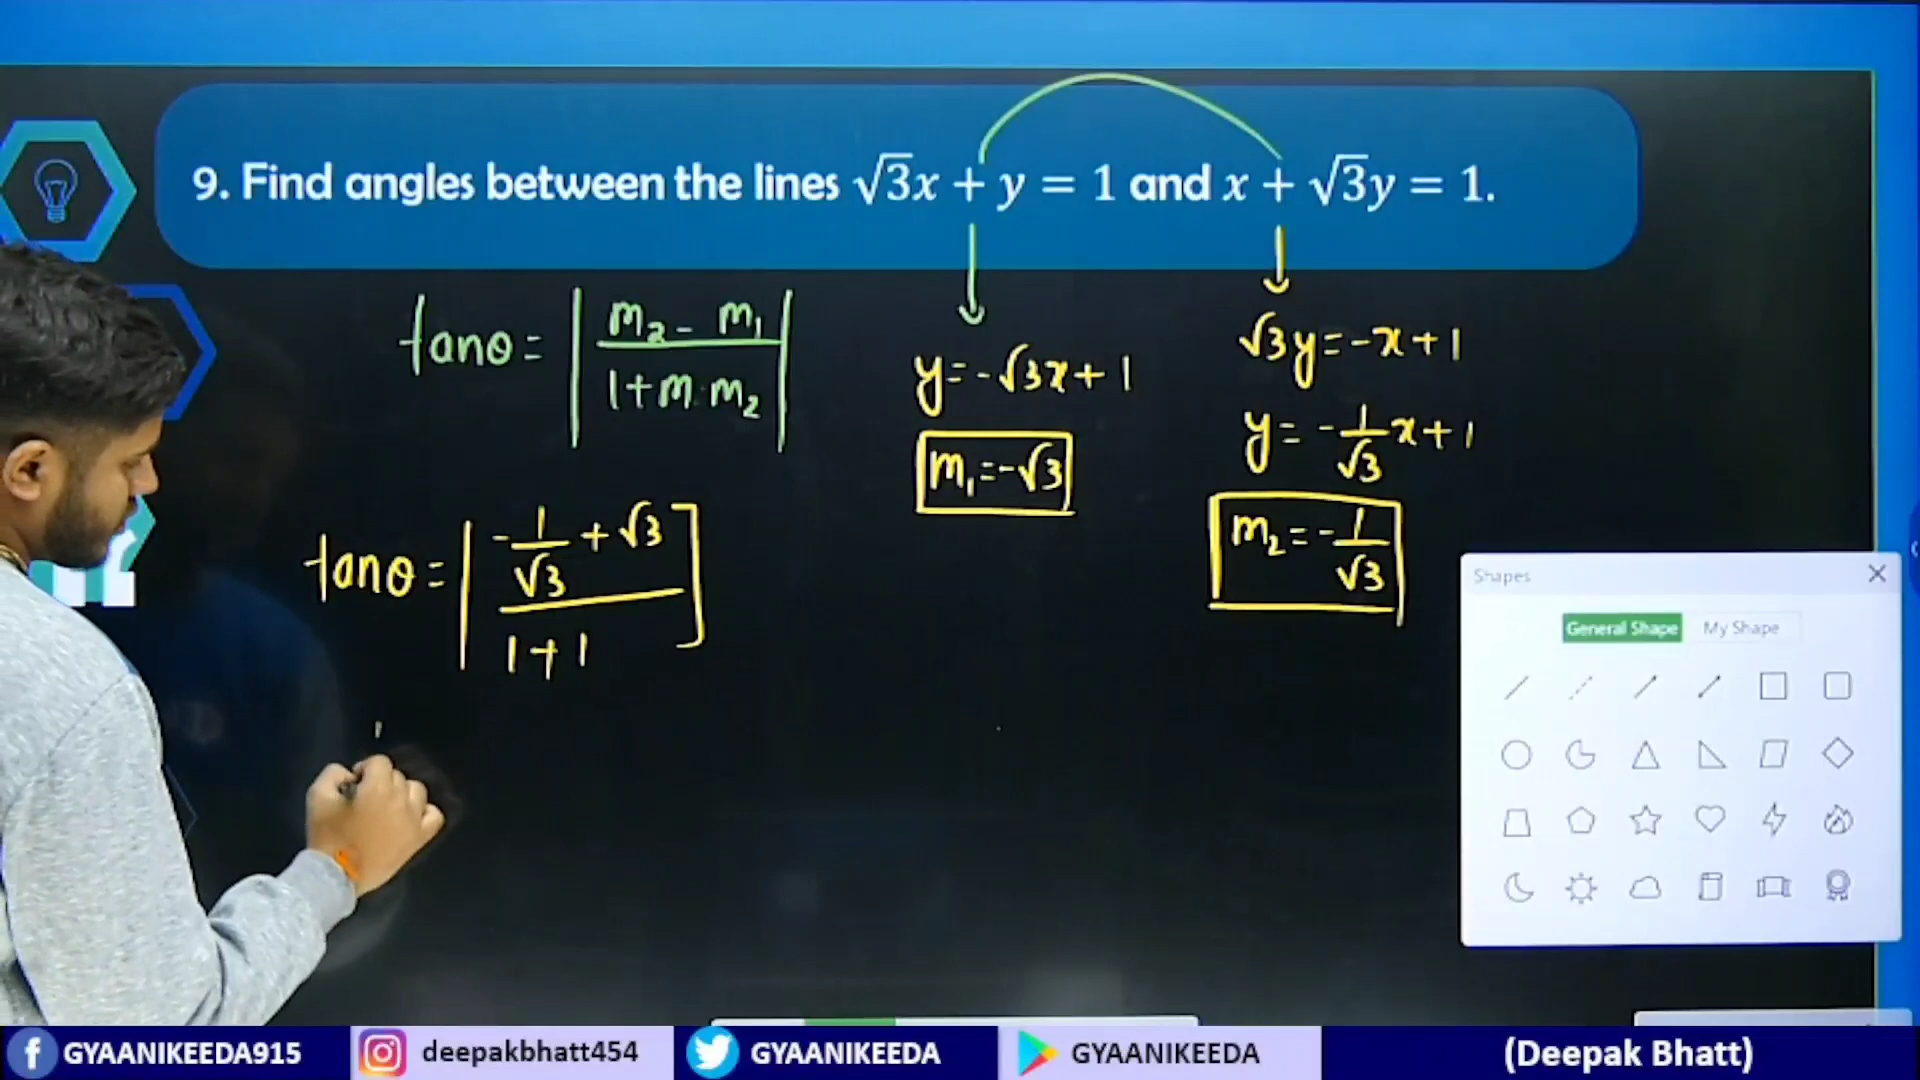 9. Find angles between the lines √3x + y = 1 and x + √3y = 1.
tanθ = | m₂ - m₁ / 1+m·m₂ |
y=-√3x+1
m₁=-√3
√3y=-x+1
y=-1/√3x+1
m₂=-1/√3
tanθ= | -1/√3+√3 / 1+1 ]
Shapes
General Shape
My Shape
GYAANIKEEDA915
deepakbhatt454
GYAANIKEEDA
GYAANIKEEDA
(Deepak Bhatt)